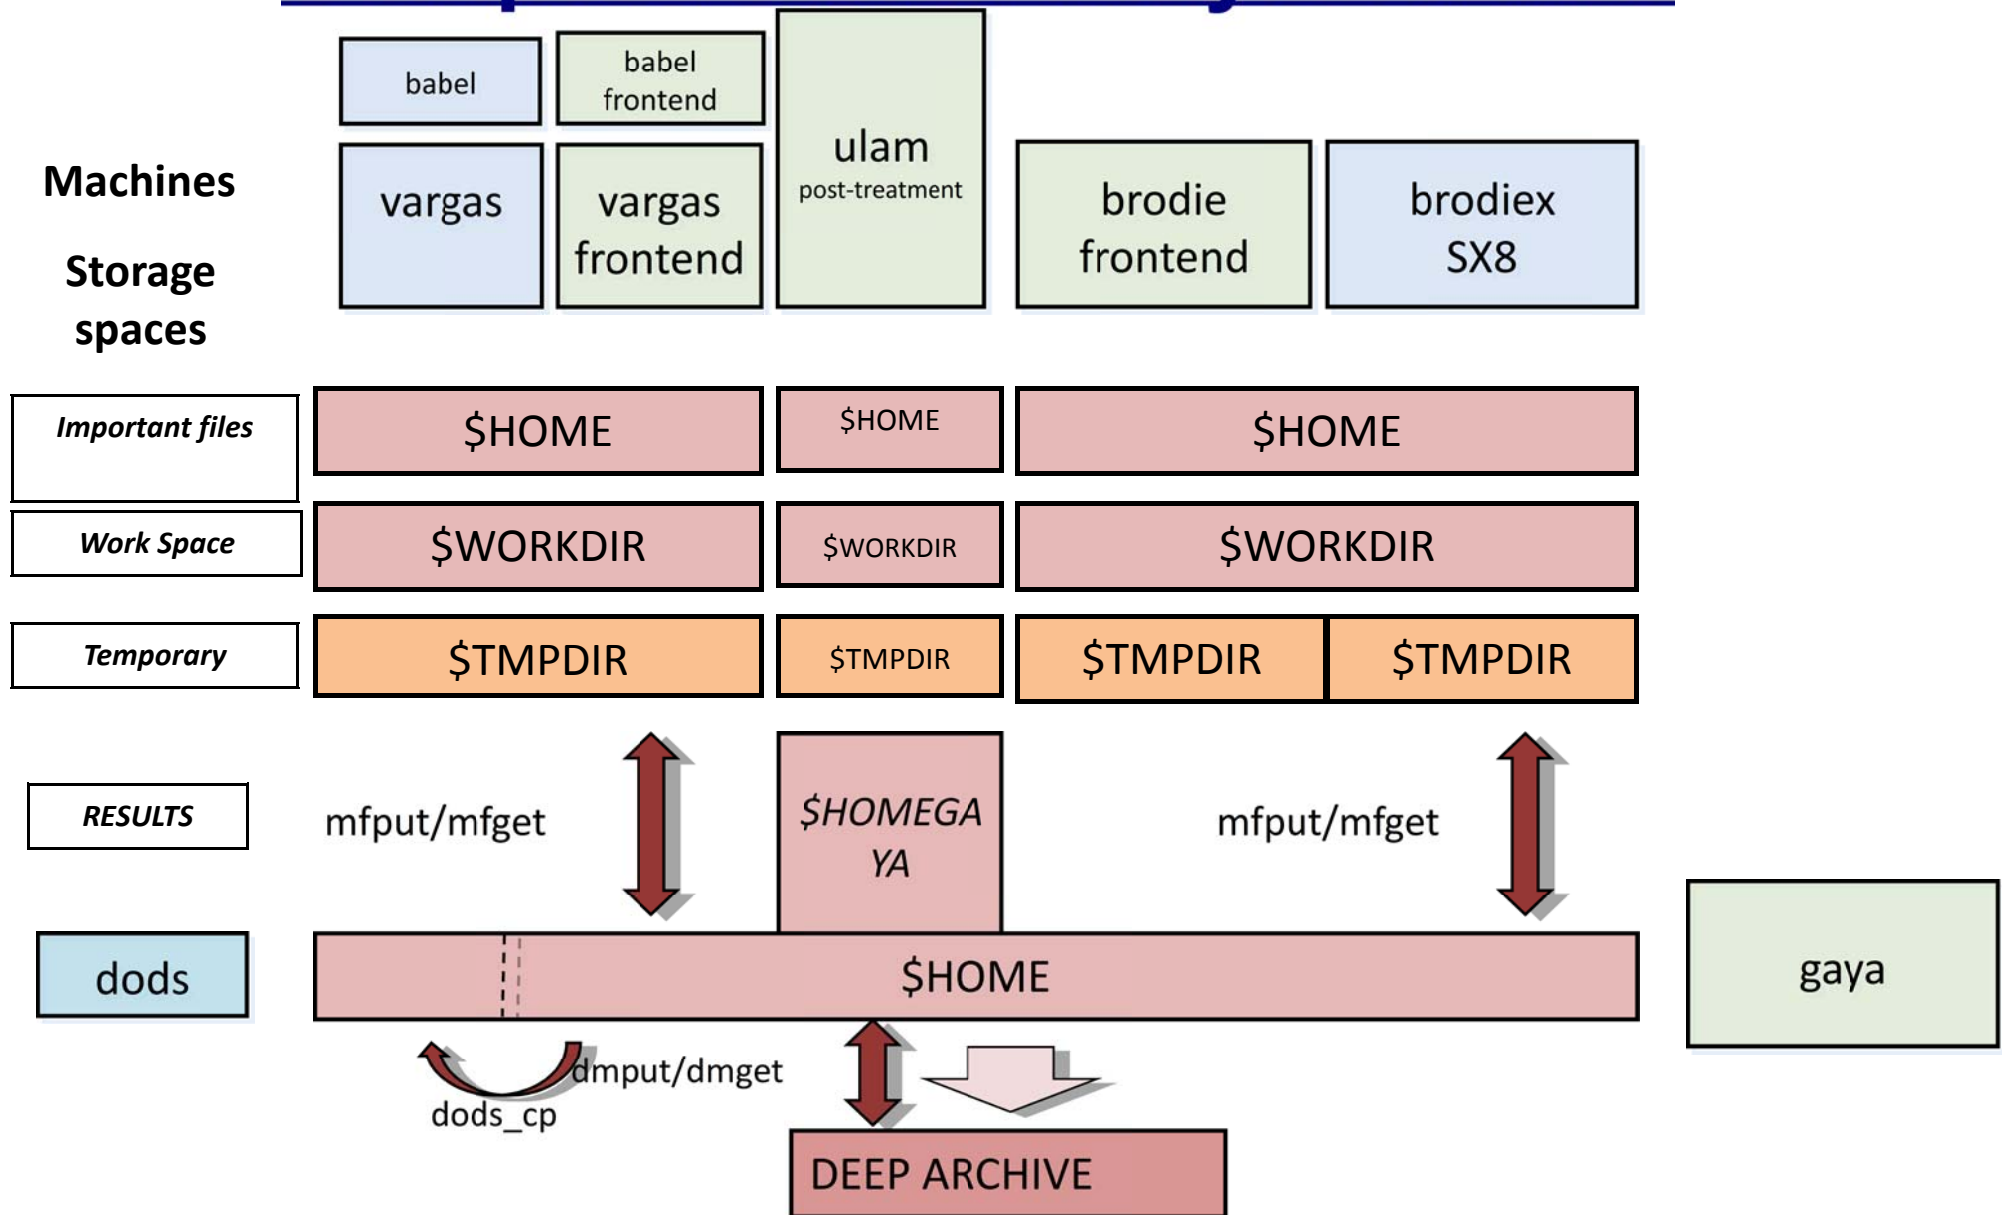 babel
babel
frontend
ulam
post-treatment
Machines
vargas
vargas
frontend
brodie
frontend
brodiex
SX8
Storage
spaces
Important files
$HOME
$HOME
$HOME
Work Space
$WORKDIR
$WORKDIR
$WORKDIR
Temporary
$TMPDIR
$TMPDIR
$TMPDIR
$TMPDIR
RESULTS
mfput/mfget
$HOMEGA
YA
mfput/mfget
dods
$HOME
gaya
dmput/dmget
dods_cp
DEEP ARCHIVE